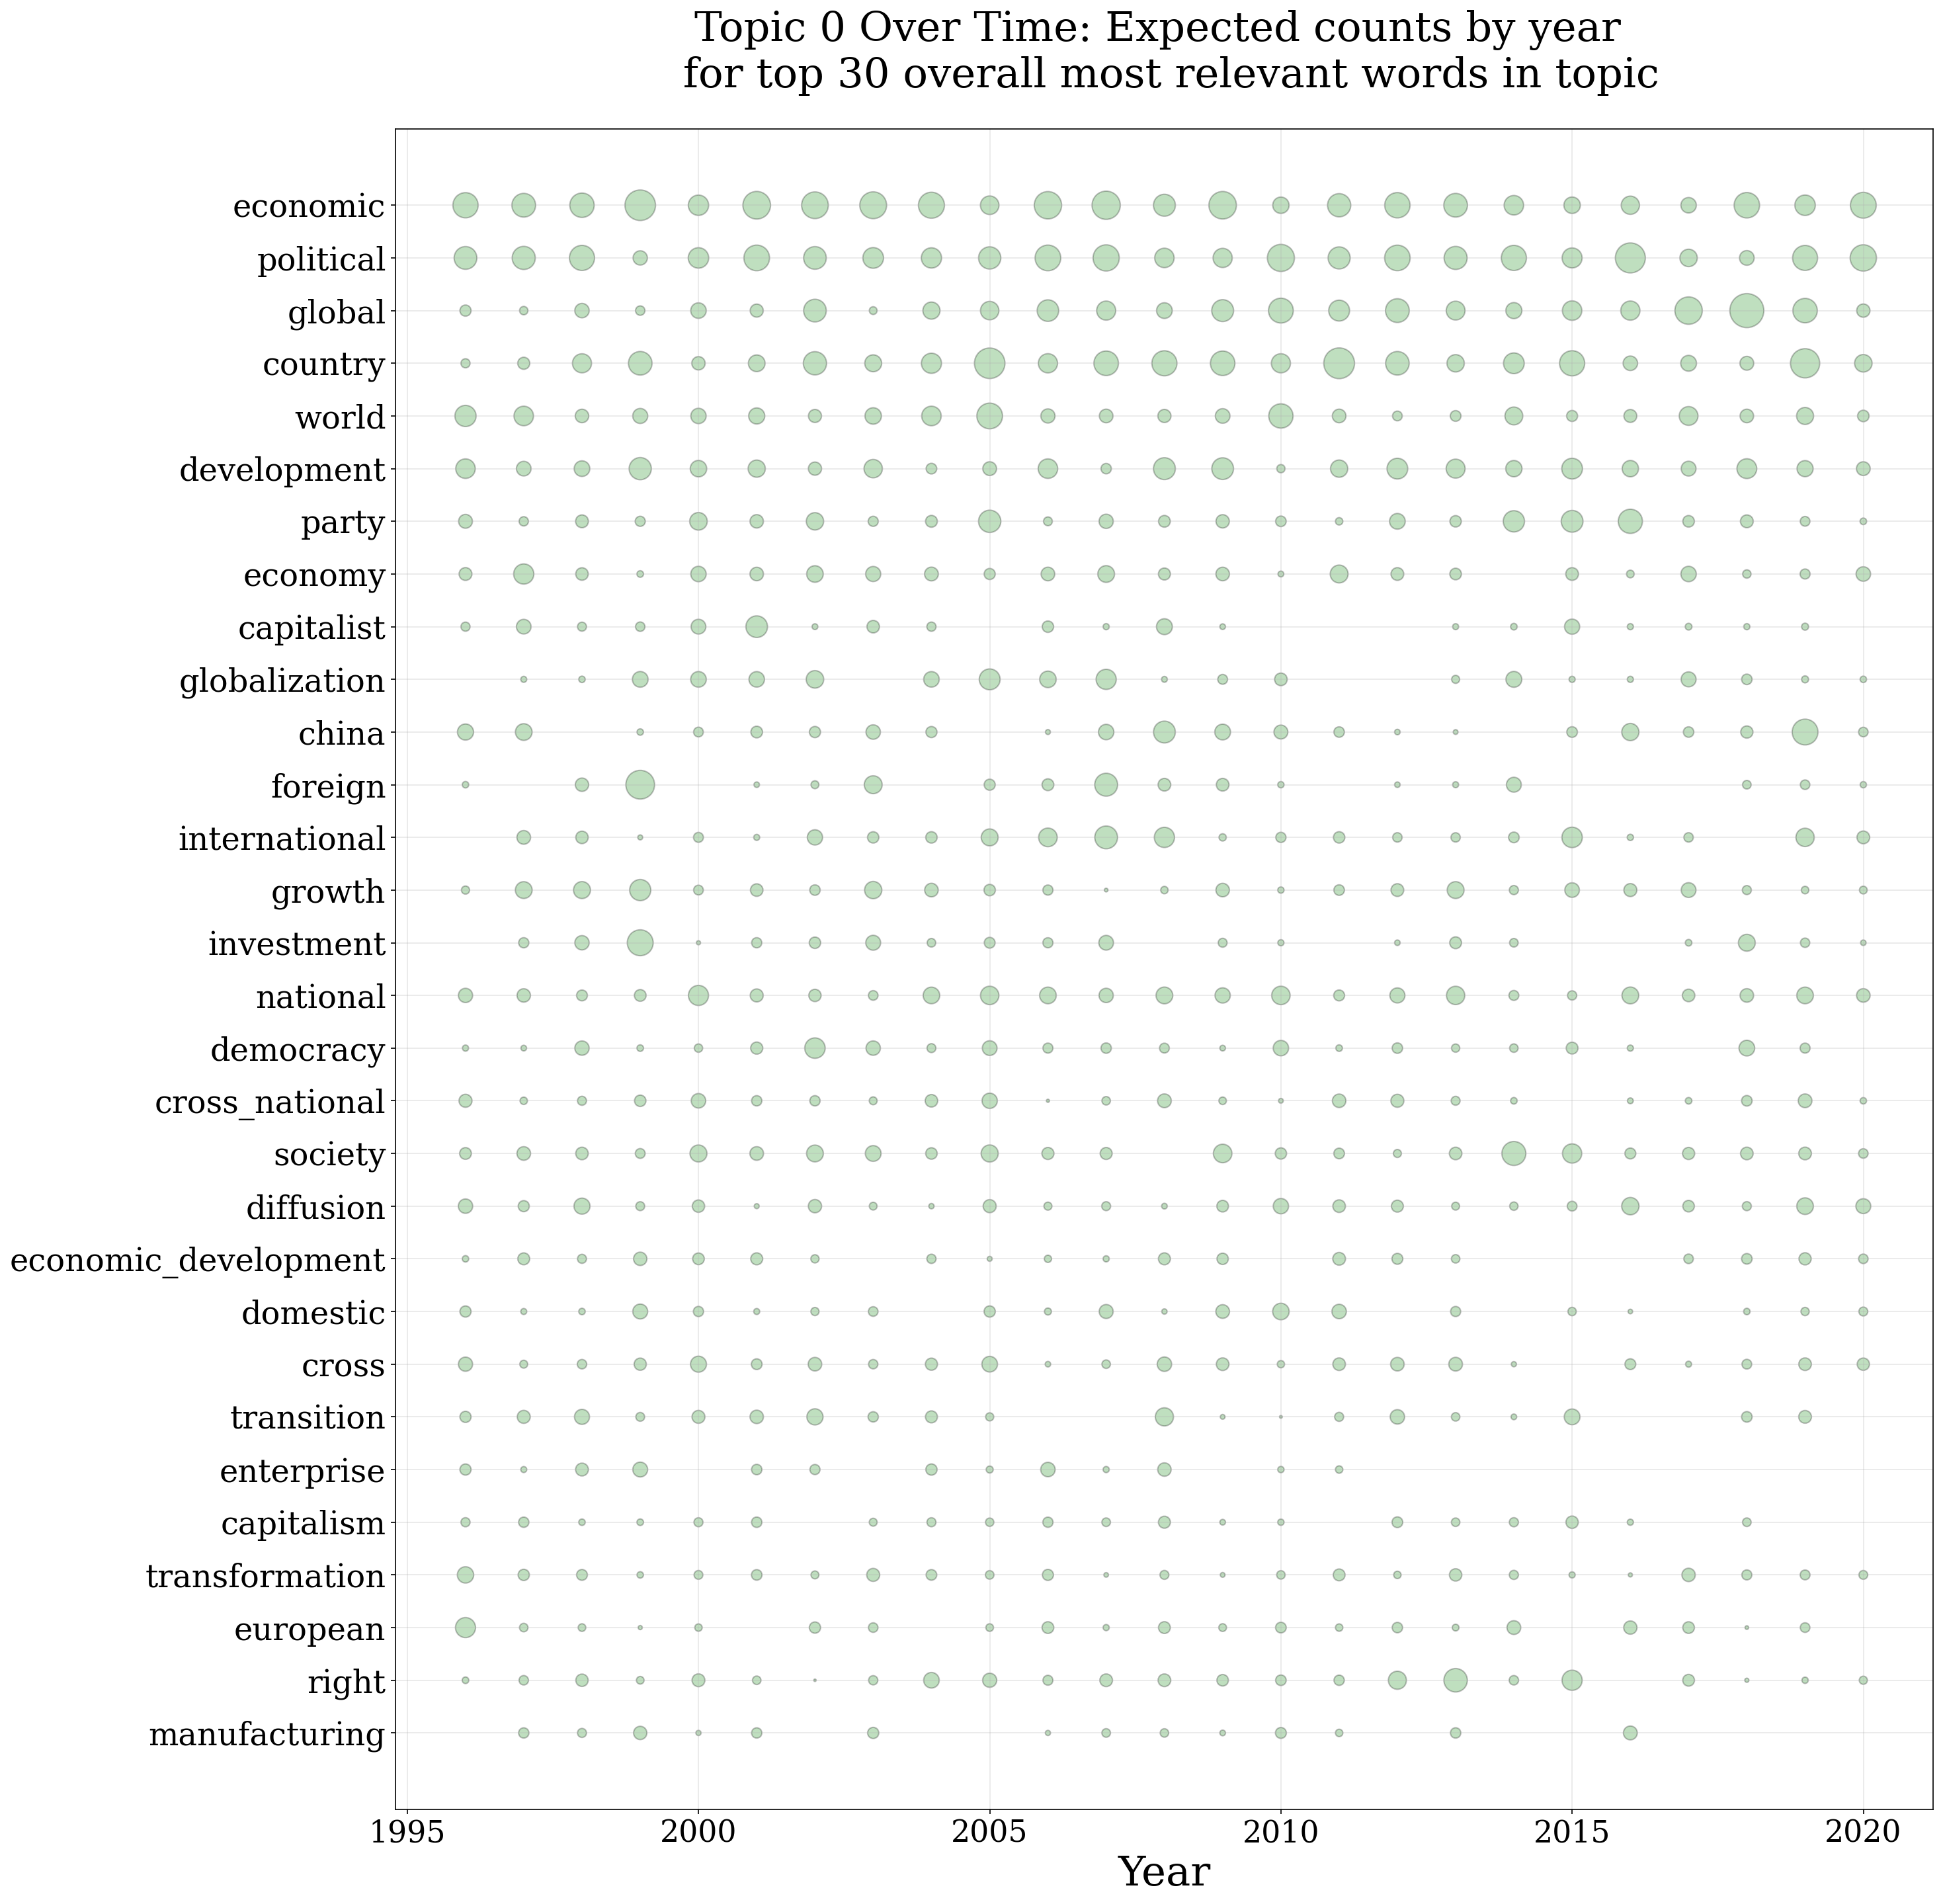 Topic 0 Over Time: Expected counts by year
for top 30 overall most relevant words in topic
economic
political
global
country
world
development
party
economy
capitalist
globalization
china
foreign
international
growth
investment
national
democracy
cross_national
society
diffusion
economic_development
domestic
cross
transition
enterprise
capitalism
transformation
european
right
manufacturing
1995 2000 2005 2010 2015 2020
Year